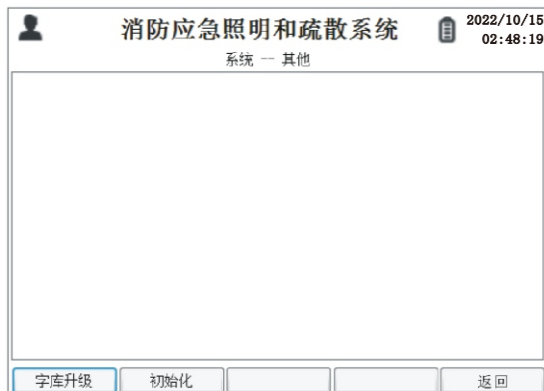 消防应急照明和疏散系统
2022/10/15
02:48:19
系统 -- 其他
字库升级 初始化 返回